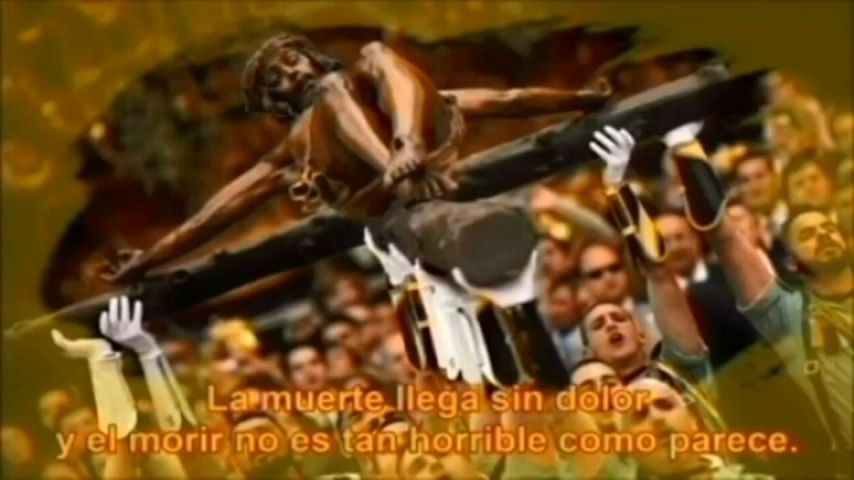 La muerte llega sin dolor
y el morir no es tan horrible como parece.